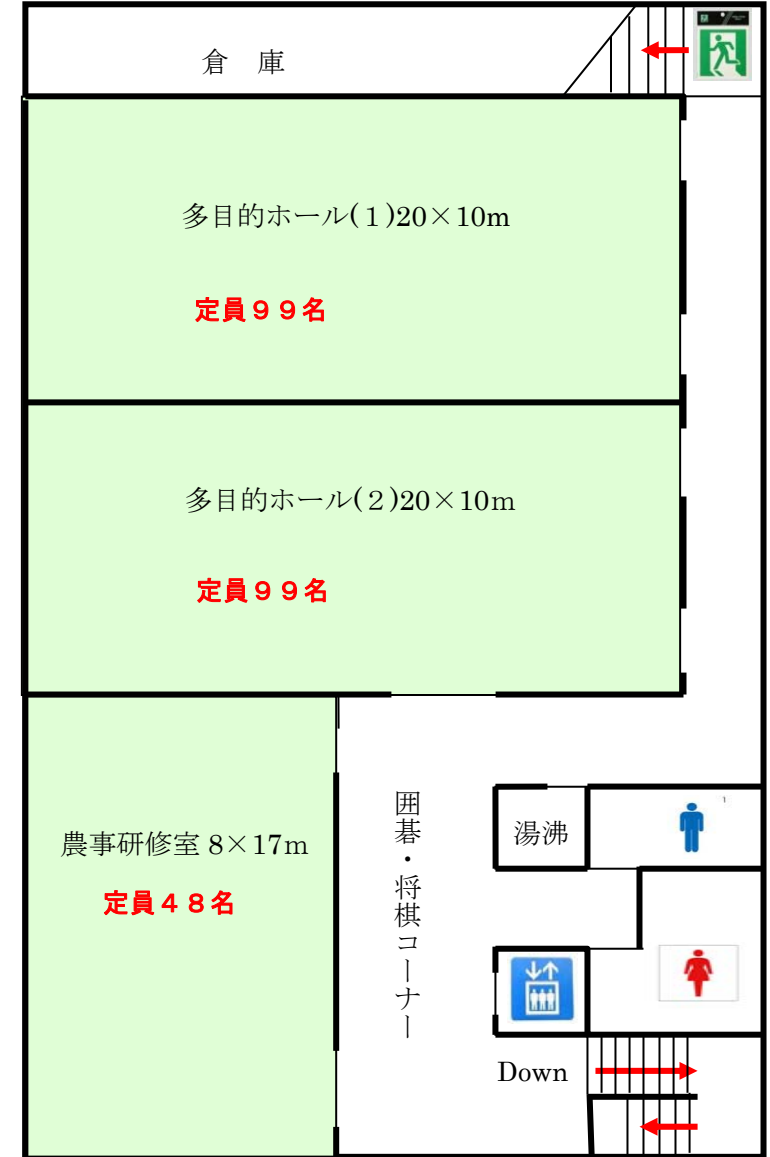 倉　庫
多目的ホール(１)20×10m
定員９９名
多目的ホール(２)20×10m
定員９９名
農事研修室 8×17m
定員４８名
囲碁・将棋コーナー
湯沸
1
Down